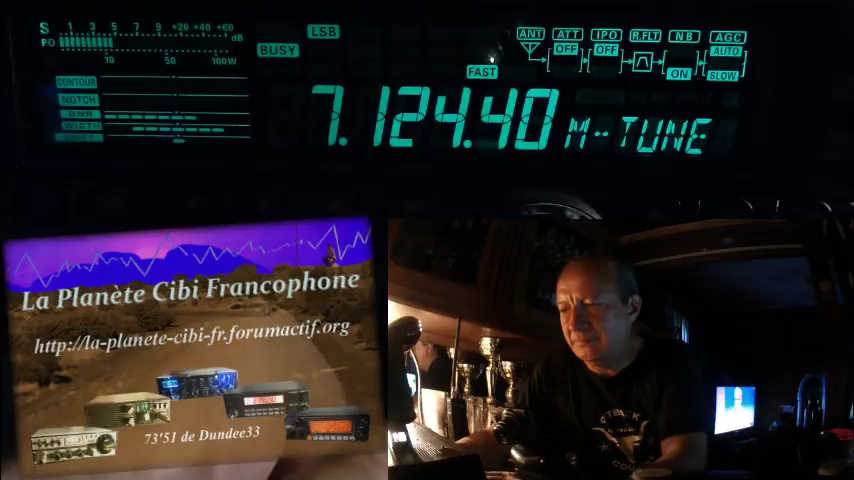 S 1 3 5 7 9 +20 +40 +60 dB
PO 10 50 100W
LSB
BUSY
FAST
ANT ATT IPO R.FLT NB AGC
OFF OFF AUTO
ON SLOW
CONTOUR
NOTCH
DNR
WIDTH
7.124.40 M-TUNE
La Planète Cibi Francophone
http://la-planete-cibi-fr.forumactif.org
73'51 de Dundee33